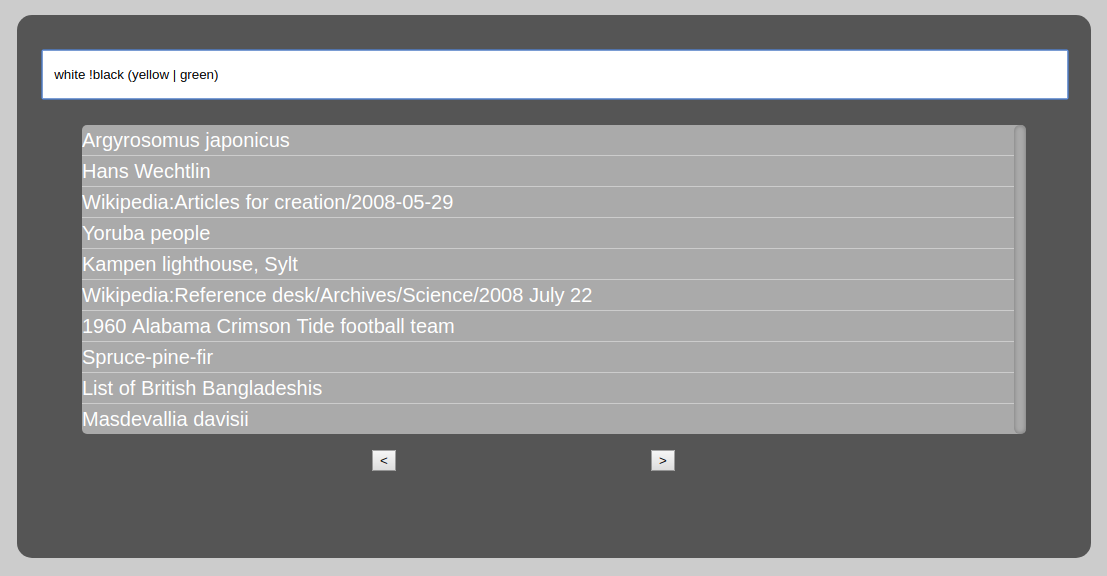 white !black (yellow | green)
Argyrosomus japonicus
Hans Wechtlin
Wikipedia:Articles for creation/2008-05-29
Yoruba people
Kampen lighthouse, Sylt
Wikipedia:Reference desk/Archives/Science/2008 July 22
1960 Alabama Crimson Tide football team
Spruce-pine-fir
List of British Bangladeshis
Masdevallia davisii
< >